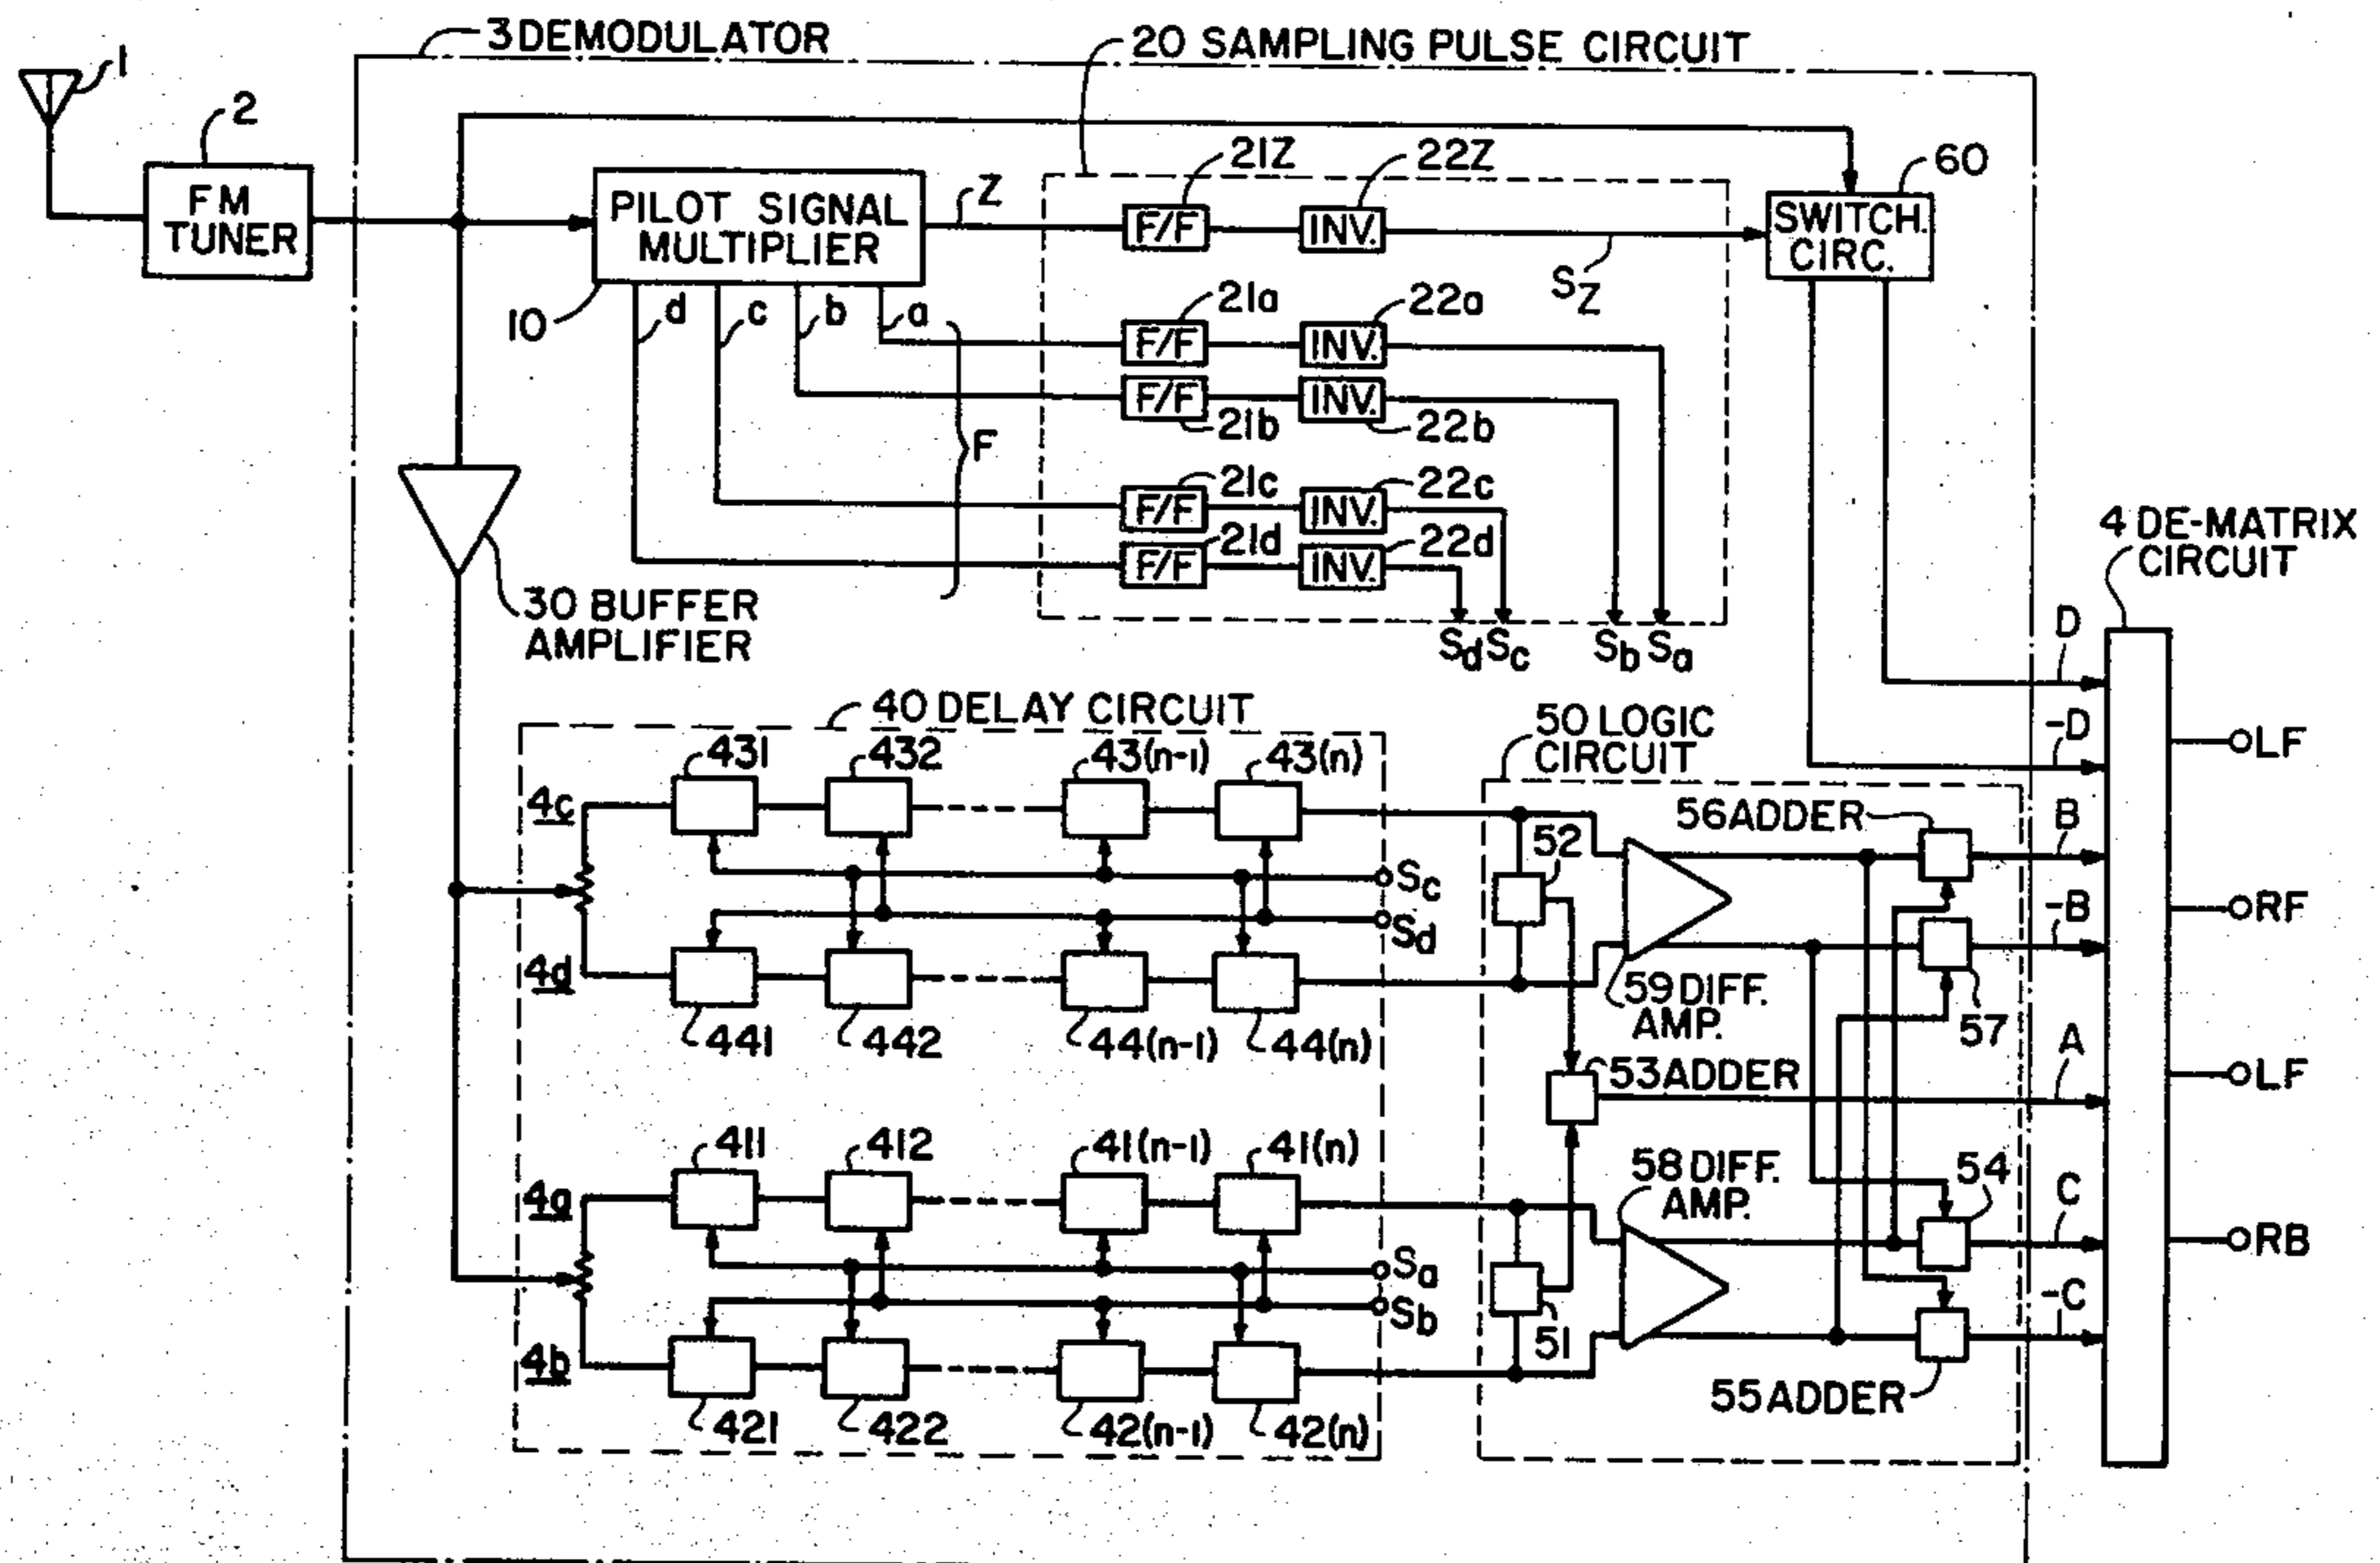 3 DEMODULATOR
20 SAMPLING PULSE CIRCUIT
1
2
FM
TUNER
PILOT SIGNAL
MULTIPLIER
10
Z
21Z
22Z
60
F/F
INV.
SWITCH.
CIRC.
SZ
d
c
b
a
F
21a
22a
F/F
INV.
F/F
INV.
21b
22b
21c
22c
F/F
INV.
21d
22d
F/F
INV.
Sd Sc Sb Sa
30 BUFFER
AMPLIFIER
4 DE-MATRIX
CIRCUIT
40 DELAY CIRCUIT
50 LOGIC
CIRCUIT
431
432
43(n-1)
43(n)
4c
Sc
Sd
4d
441
442
44(n-1)
44(n)
52
56 ADDER
59 DIFF.
AMP.
57
53 ADDER
411
412
41(n-1)
41(n)
4a
Sa
Sb
4b
421
422
42(n-1)
42(n)
58 DIFF.
AMP.
54
51
55 ADDER
D
-D
B
-B
A
C
-C
LF
RF
LF
RB